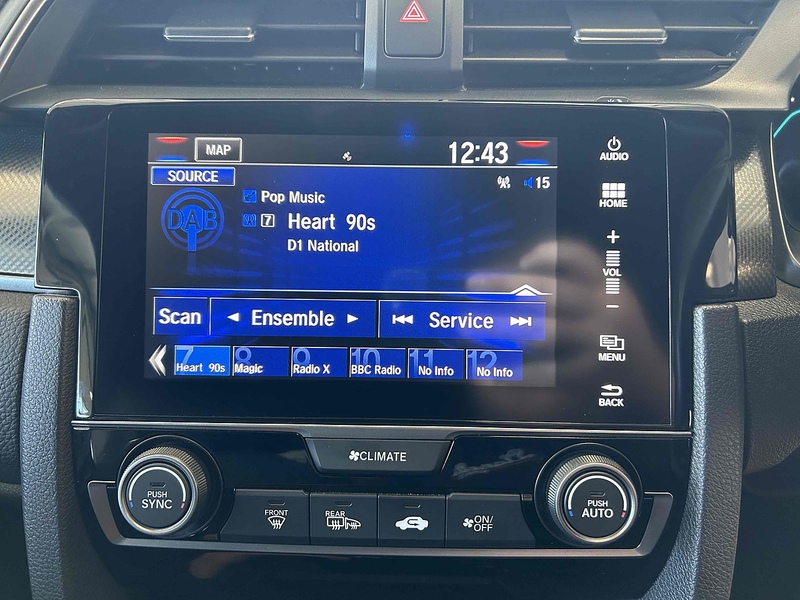 MAP
12:43
AUDIO
SOURCE
15
DAB
Pop Music
7 Heart 90s
D1 National
HOME
+
VOL
−
Scan
Ensemble
Service
MENU
7 Heart 90s
8 Magic
9 Radio X
10 BBC Radio
11 No Info
12 No Info
BACK
CLIMATE
PUSH
SYNC
FRONT
REAR
ON/
OFF
PUSH
AUTO